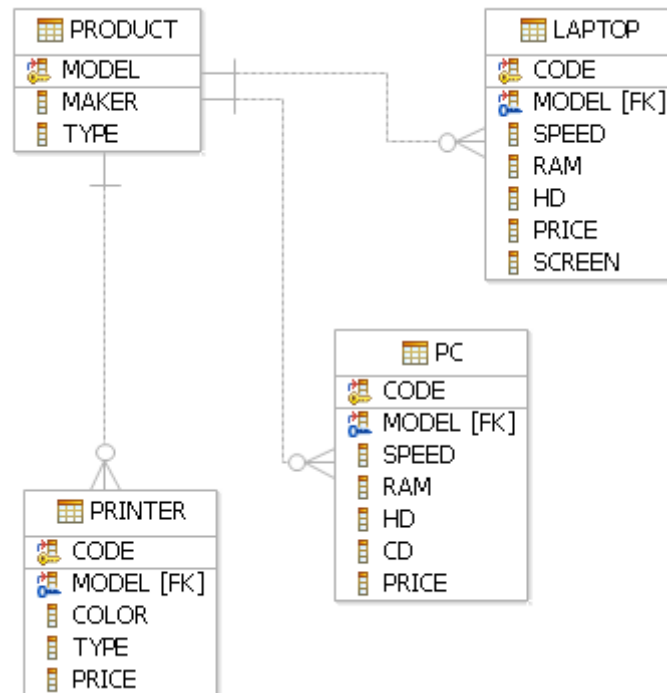 PRODUCT
MODEL
MAKER
TYPE
LAPTOP
CODE
MODEL [FK]
SPEED
RAM
HD
PRICE
SCREEN
PC
CODE
MODEL [FK]
SPEED
RAM
HD
CD
PRICE
PRINTER
CODE
MODEL [FK]
COLOR
TYPE
PRICE